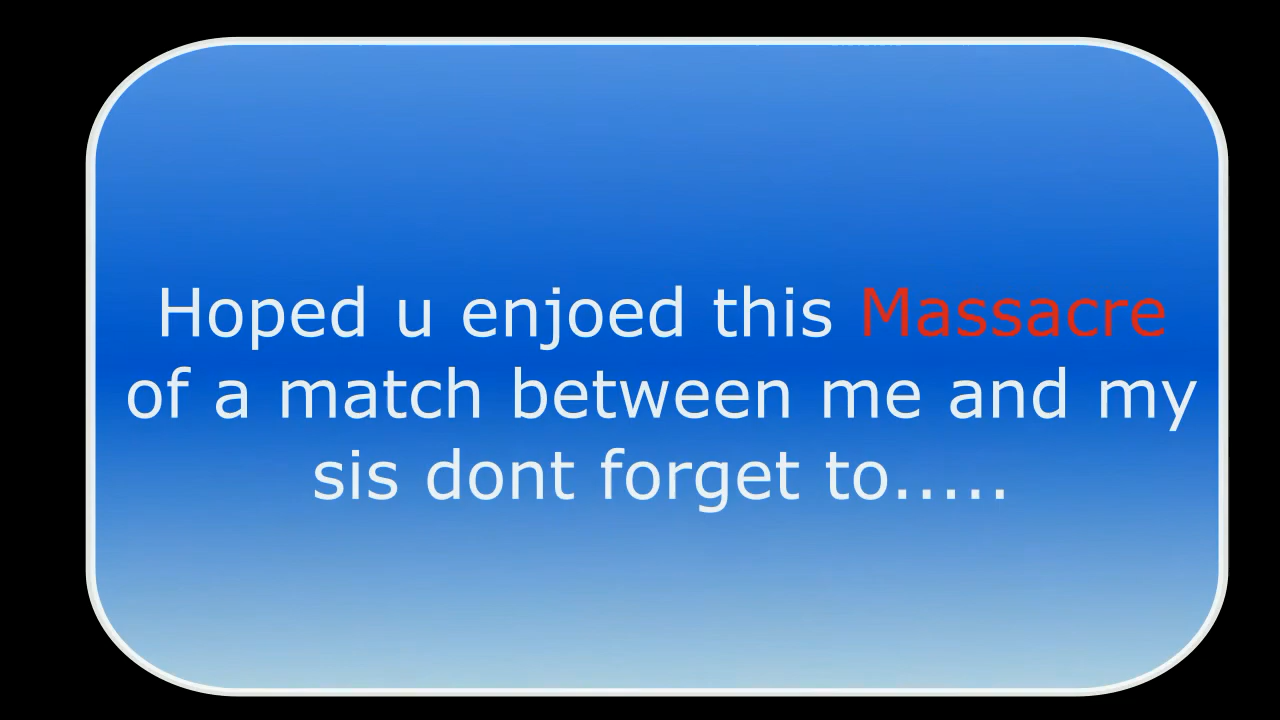 Hoped u enjoed this Massacre
of a match between me and my
sis dont forget to.....